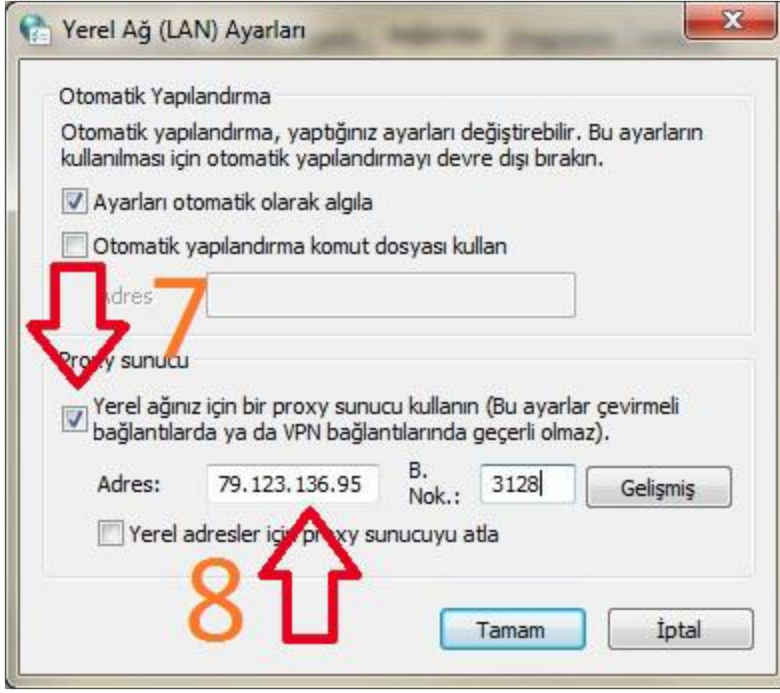 Yerel Ağ (LAN) Ayarları
Otomatik Yapılandırma
Otomatik yapılandırma, yaptığınız ayarları değiştirebilir. Bu ayarların
kullanılması için otomatik yapılandırmayı devre dışı bırakın.
Ayarları otomatik olarak algıla
Otomatik yapılandırma komut dosyası kullan
Adres
7
Proxy sunucu
Yerel ağınız için bir proxy sunucu kullanın (Bu ayarlar çevirmeli
bağlantılarda ya da VPN bağlantılarında geçerli olmaz).
Adres: 79.123.136.95 B. Nok.: 3128 Gelişmiş
Yerel adresler için proxy sunucuyu atla
8
Tamam İptal